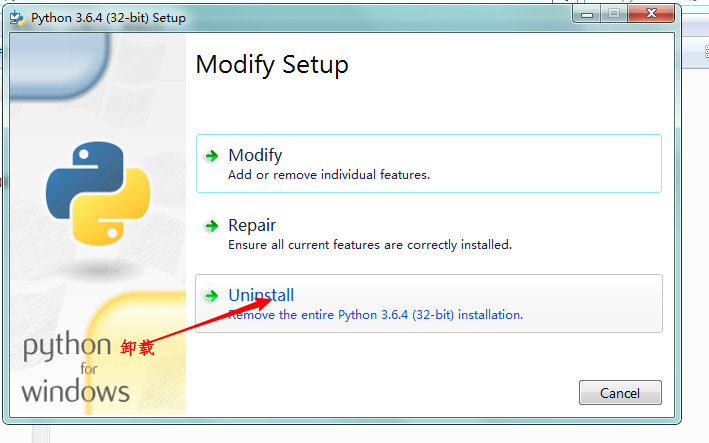 Python 3.6.4 (32-bit) Setup
Modify Setup
Modify
Add or remove individual features.
Repair
Ensure all current features are correctly installed.
Uninstall
Remove the entire Python 3.6.4 (32-bit) installation.
卸载
python
for
windows
Cancel